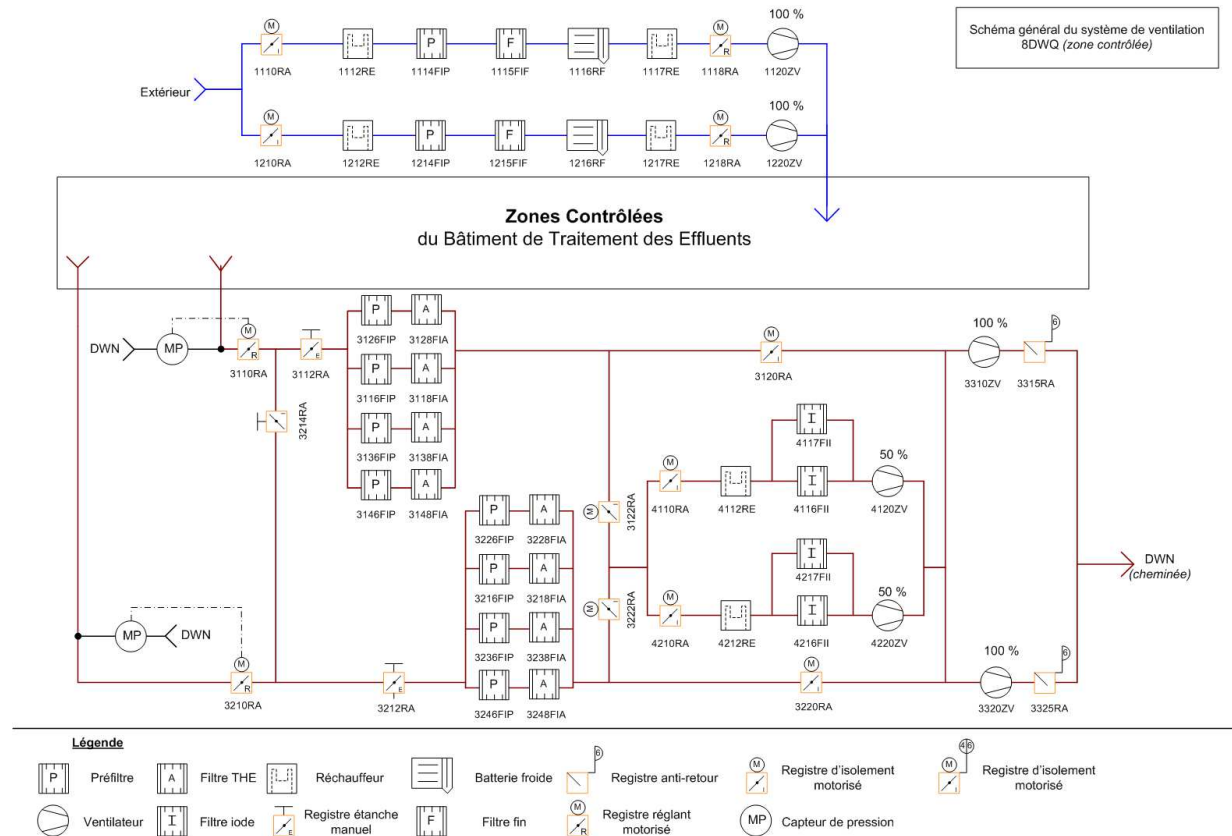 100 %
Schéma général du système de ventilation
8DWQ (zone contrôlée)
M
P
F
M
I
R
1110RA
1112RE
1114FIP
1115FIF
1116RF
1117RE
1118RA
1120ZV
Extérieur
100 %
M
P
F
M
I
R
1210RA
1212RE
1214FIP
1215FIF
1216RF
1217RE
1218RA
1220ZV
Zones Contrôlées
du Bâtiment de Traitement des Effluents
P
A
3126FIP
3128FIA
100 %
6
DWN
MP
M
R
3110RA
E
3112RA
M
I
3120RA
3310ZV
3315RA
P
A
3116FIP
3118FIA
3214RA
P
A
3136FIP
3138FIA
I
4117FII
50 %
P
A
3146FIP
3148FIA
M
I
4110RA
4112RE
I
4116FII
4120ZV
M
3122RA
P
A
3226FIP
3228FIA
P
A
3216FIP
3218FIA
I
4217FII
DWN
(cheminée)
50 %
M
3222RA
M
I
4210RA
4212RE
I
4216FII
4220ZV
MP
DWN
P
A
3236FIP
3238FIA
M
R
3210RA
E
3212RA
P
A
3246FIP
3248FIA
M
I
3220RA
100 %
6
3320ZV
3325RA
Légende
P
Préfiltre
A
Filtre THE
Réchauffeur
Batterie froide
6
Registre anti-retour
M
I
Registre d'isolement
motorisé
4 6
M
I
Registre d'isolement
motorisé
Ventilateur
I
Filtre iode
E
Registre étanche
manuel
F
Filtre fin
M
R
Registre réglant
motorisé
MP
Capteur de pression